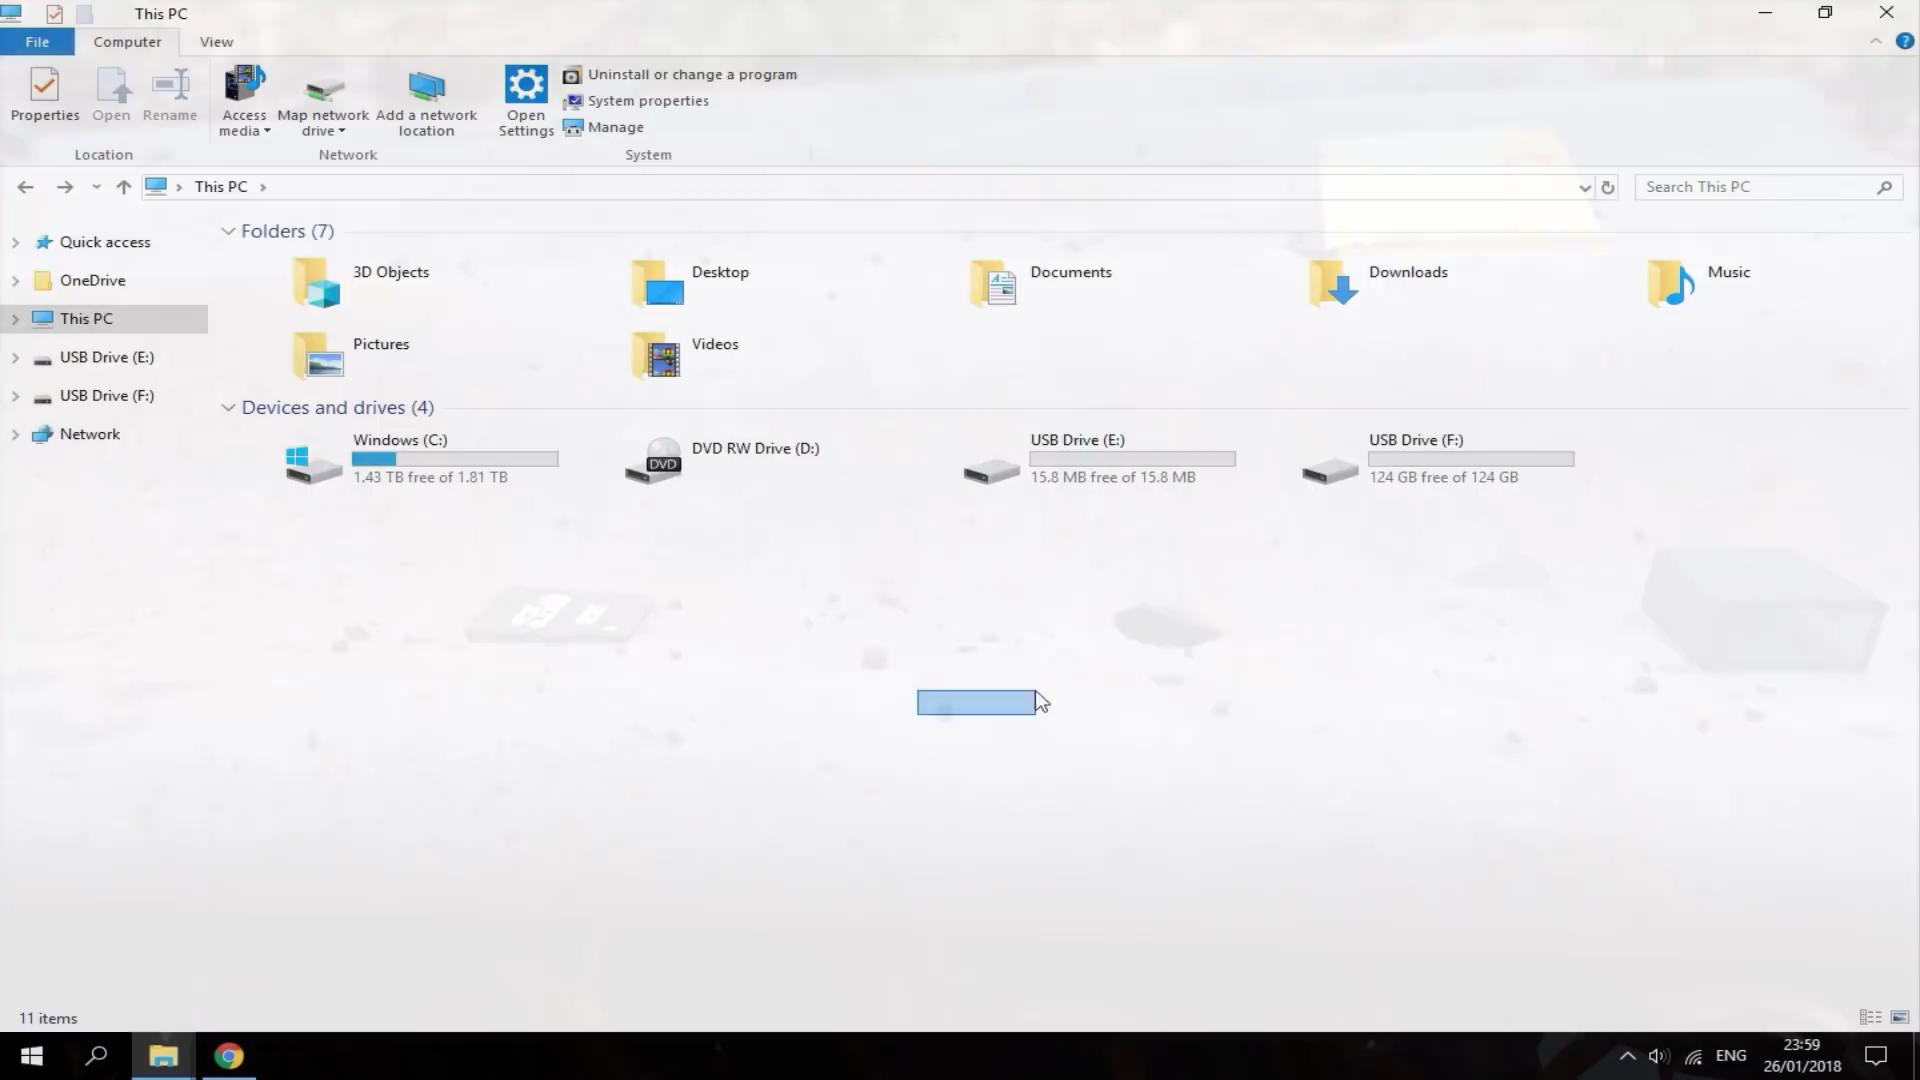 This PC
File Computer View
Properties Open Rename Access media Map network drive Add a network location Open Settings Uninstall or change a program
System properties
Manage
Location Network System
This PC Search This PC
Quick access
OneDrive
This PC
USB Drive (E:)
USB Drive (F:)
Network
Folders (7)
3D Objects Desktop Documents Downloads Music
Pictures Videos
Devices and drives (4)
Windows (C:)
1.43 TB free of 1.81 TB
DVD
DVD RW Drive (D:)
USB Drive (E:)
15.8 MB free of 15.8 MB
USB Drive (F:)
124 GB free of 124 GB
11 items
ENG
23:59
26/01/2018